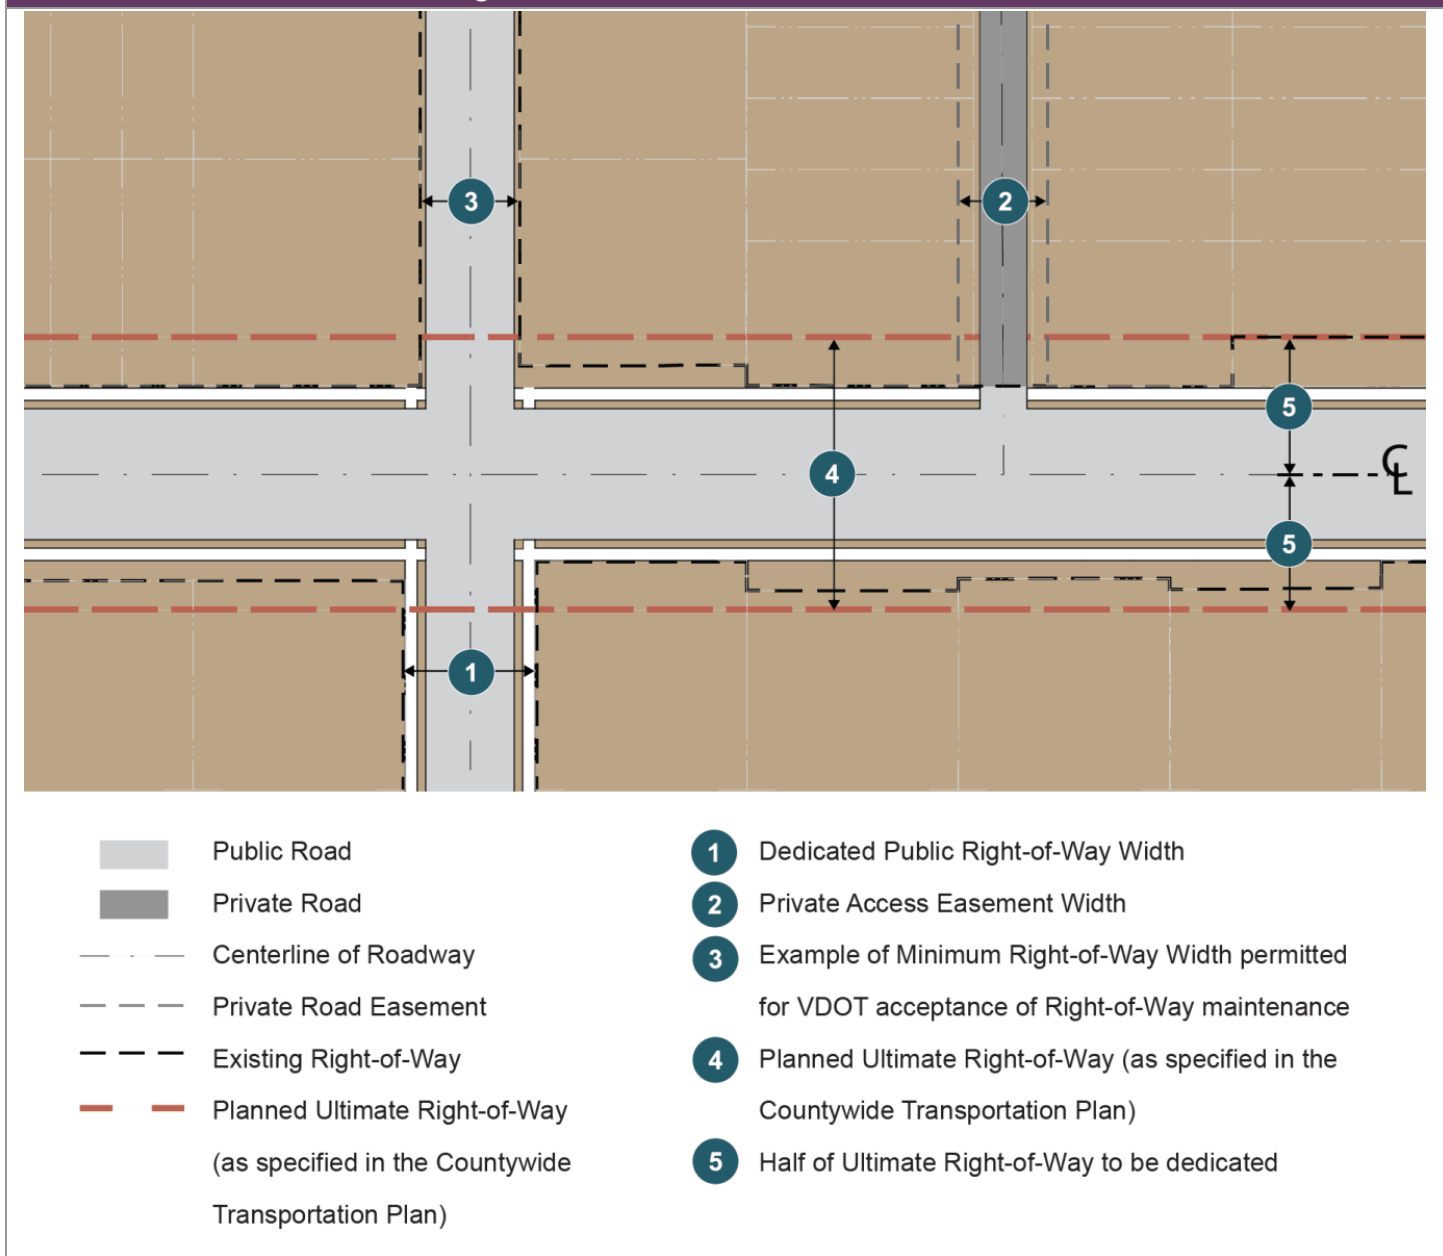 3
2
5
4
5
1
Public Road
Private Road
Centerline of Roadway
Private Road Easement
Existing Right-of-Way
Planned Ultimate Right-of-Way
(as specified in the Countywide
Transportation Plan)
1 Dedicated Public Right-of-Way Width
2 Private Access Easement Width
3 Example of Minimum Right-of-Way Width permitted
for VDOT acceptance of Right-of-Way maintenance
4 Planned Ultimate Right-of-Way (as specified in the
Countywide Transportation Plan)
5 Half of Ultimate Right-of-Way to be dedicated